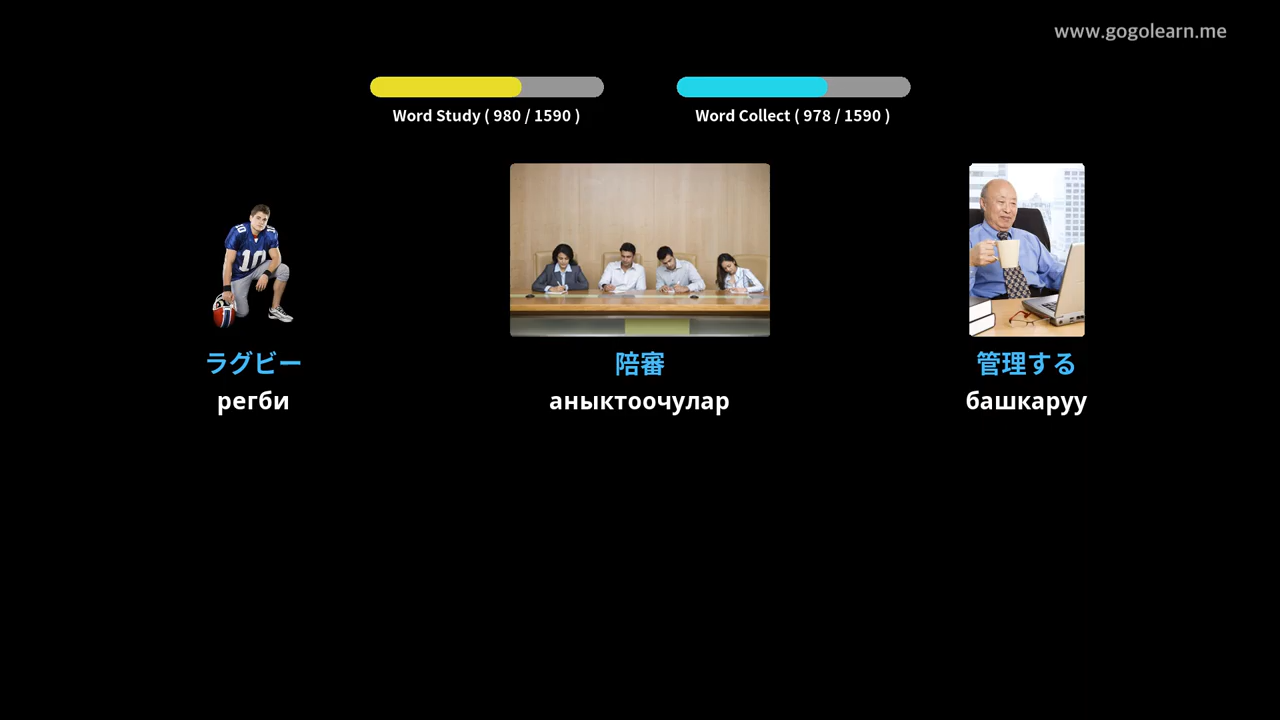 www.gogolearn.me
Word Study ( 980 / 1590 )
Word Collect ( 978 / 1590 )
10
ラグビー
陪審
管理する
регби
аныктоочулар
башкаруу